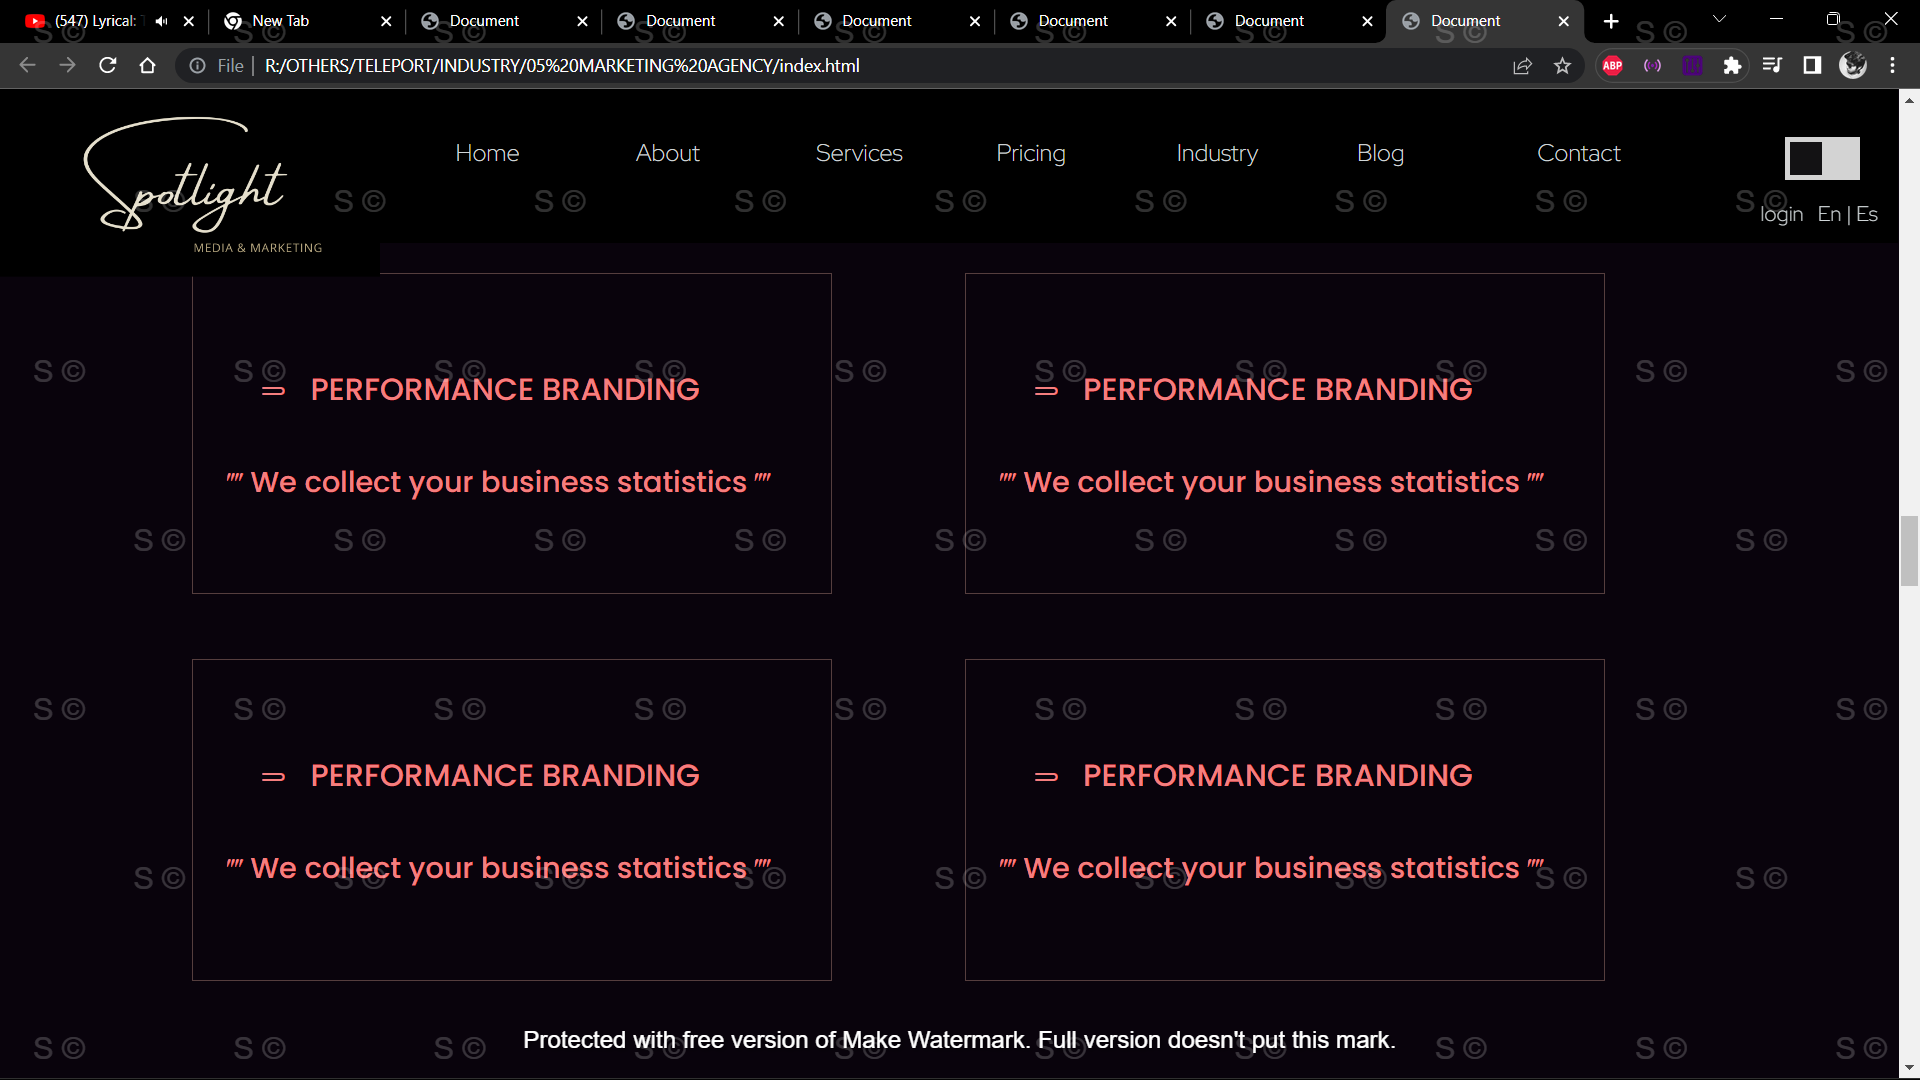 (547) Lyrical:
New Tab
Document
Document
Document
Document
Document
Document
File
R:/OTHERS/TELEPORT/INDUSTRY/05%20MARKETING%20AGENCY/index.html
ABP
Spotlight
MEDIA & MARKETING
Home
About
Services
Pricing
Industry
Blog
Contact
login En | Es
PERFORMANCE BRANDING
PERFORMANCE BRANDING
"" We collect your business statistics ""
"" We collect your business statistics ""
PERFORMANCE BRANDING
PERFORMANCE BRANDING
"" We collect your business statistics ""
"" We collect your business statistics ""
S © S © S © S © S © S © S © S © S © S ©
Protected with free version of Make Watermark. Full version doesn't put this mark.